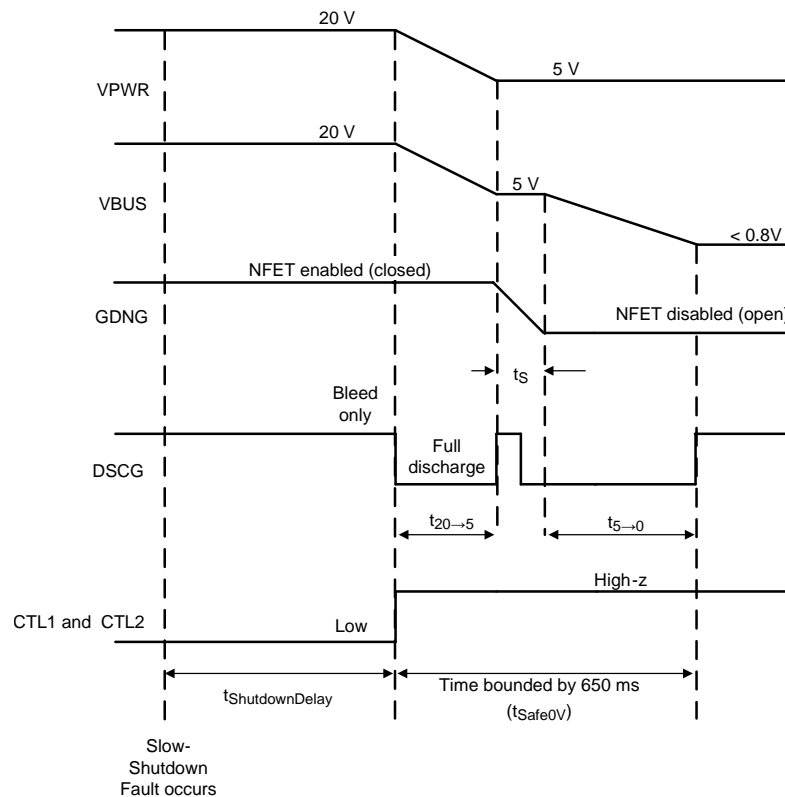 20 V
5 V
VPWR
20 V
5 V
VBUS
< 0.8V
NFET enabled (closed)
GDNG
NFET disabled (open)
tS
Bleed
only
Full
discharge
DSCG
t20→5
t5→0
High-z
CTL1 and CTL2
Low
tShutdownDelay
Time bounded by 650 ms
(tSafe0V)
Slow-
Shutdown
Fault occurs